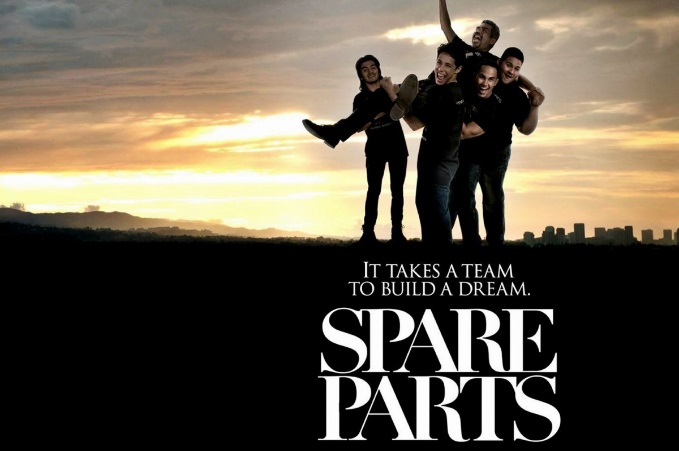 IT TAKES A TEAM
TO BUILD A DREAM.
SPARE
PARTS